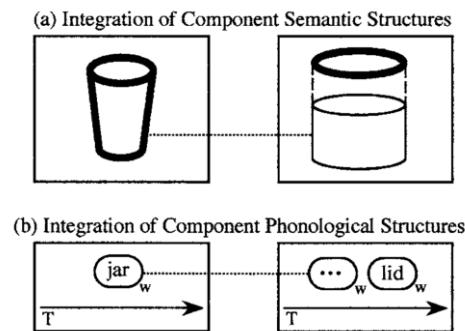 (a) Integration of Component Semantic Structures
(b) Integration of Component Phonological Structures
jar w ••• w lid w
T T